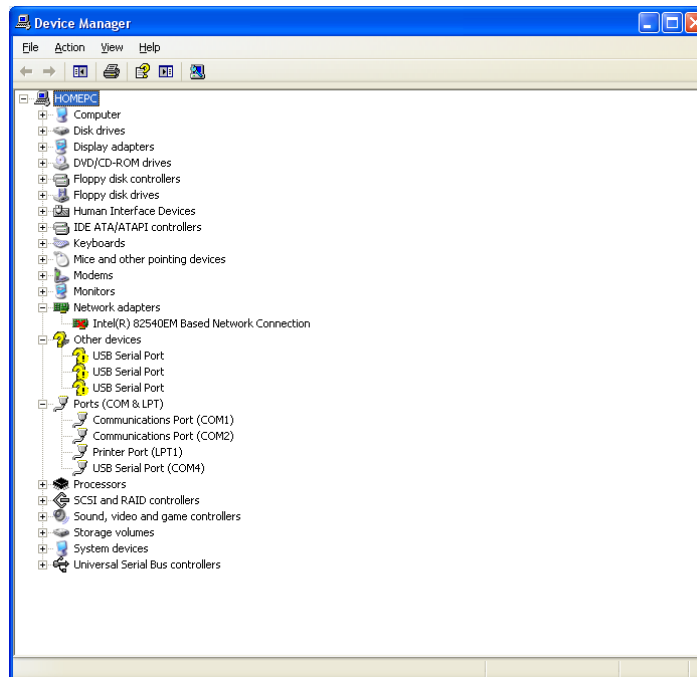 Device Manager
File Action View Help
HOMEPC
Computer
Disk drives
Display adapters
DVD/CD-ROM drives
Floppy disk controllers
Floppy disk drives
Human Interface Devices
IDE ATA/ATAPI controllers
Keyboards
Mice and other pointing devices
Modems
Monitors
Network adapters
Intel(R) 82540EM Based Network Connection
Other devices
USB Serial Port
USB Serial Port
USB Serial Port
Ports (COM & LPT)
Communications Port (COM1)
Communications Port (COM2)
Printer Port (LPT1)
USB Serial Port (COM4)
Processors
SCSI and RAID controllers
Sound, video and game controllers
Storage volumes
System devices
Universal Serial Bus controllers